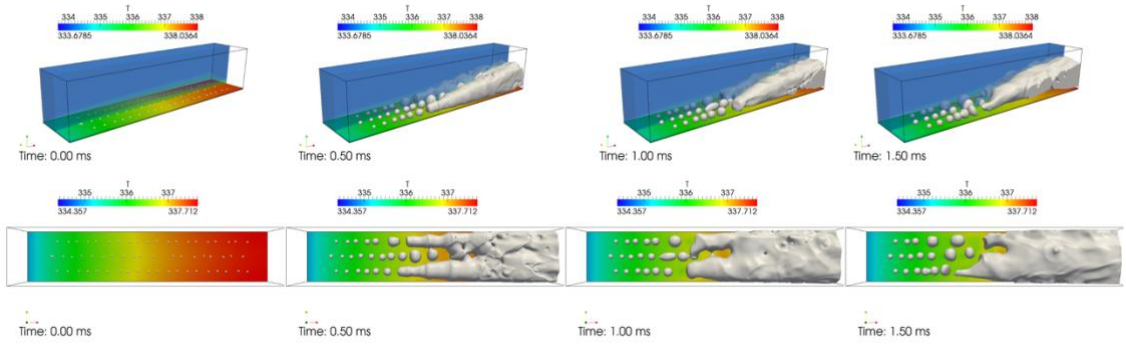 T
334 335 336 337 338
333.6785 338.0364
Time: 0.00 ms
T
334 335 336 337 338
333.6785 338.0364
Time: 0.50 ms
T
334 335 336 337 338
333.6785 338.0364
Time: 1.00 ms
T
334 335 336 337 338
333.6785 338.0364
Time: 1.50 ms
T
335 336 337
334.357 337.712
Time: 0.00 ms
T
335 336 337
334.357 337.712
Time: 0.50 ms
T
335 336 337
334.357 337.712
Time: 1.00 ms
T
335 336 337
334.357 337.712
Time: 1.50 ms